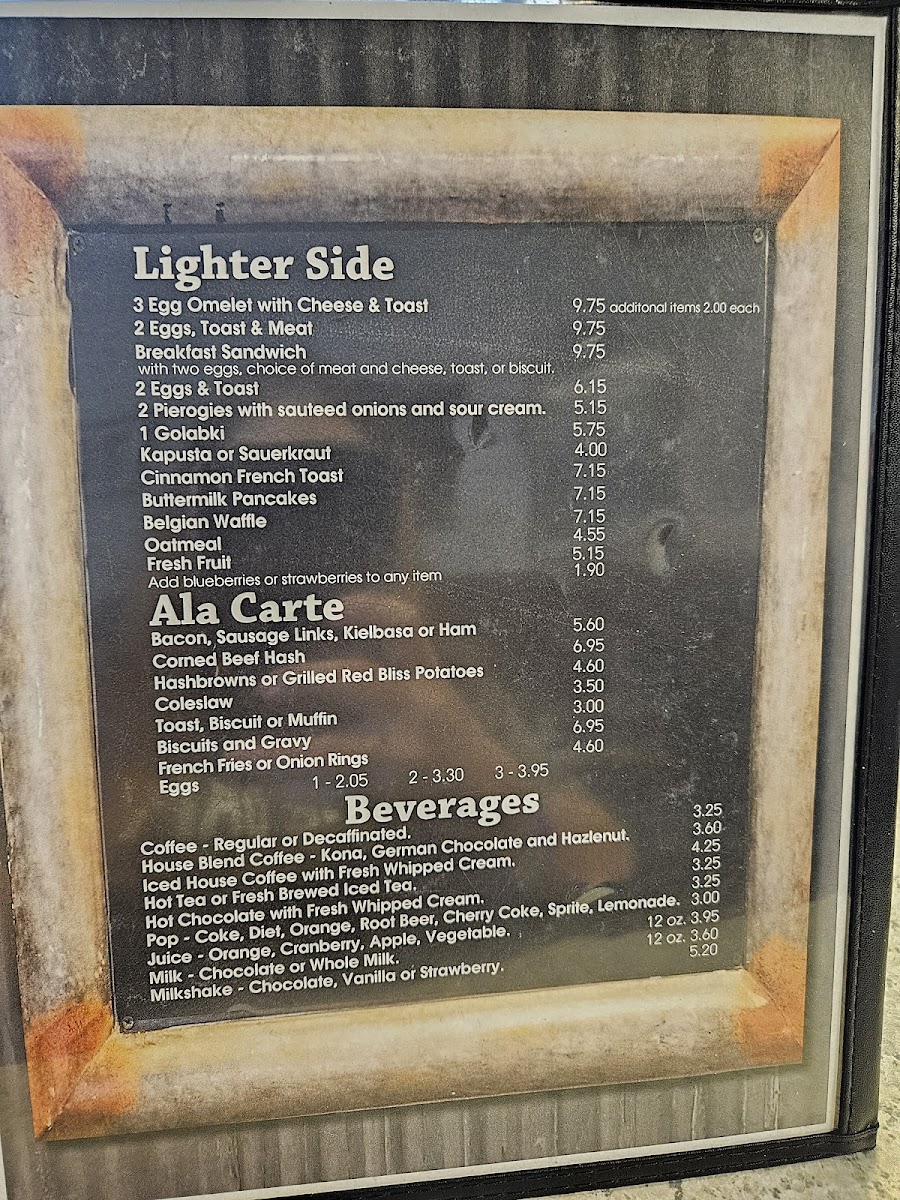 Lighter Side
3 Egg Omelet with Cheese & Toast 9.75 additonal items 2.00 each
2 Eggs, Toast & Meat 9.75
Breakfast Sandwich 9.75
with two eggs, choice of meat and cheese, toast, or biscuit.
2 Eggs & Toast 6.15
2 Pierogies with sauteed onions and sour cream. 5.15
1 Golabki 5.75
Kapusta or Sauerkraut 4.00
Cinnamon French Toast 7.15
Buttermilk Pancakes 7.15
Belgian Waffle 7.15
Oatmeal 4.55
Fresh Fruit 5.15
Add blueberries or strawberries to any item 1.90
Ala Carte
Bacon, Sausage Links, Kielbasa or Ham 5.60
Corned Beef Hash 6.95
Hashbrowns or Grilled Red Bliss Potatoes 4.60
Coleslaw 3.50
Toast, Biscuit or Muffin 3.00
Biscuits and Gravy 6.95
French Fries or Onion Rings 4.60
Eggs 1 - 2.05 2 - 3.30 3 - 3.95
Beverages
Coffee - Regular or Decaffinated. 3.25
House Blend Coffee - Kona, German Chocolate and Hazlenut. 3.60
Iced House Coffee with Fresh Whipped Cream. 4.25
Hot Tea or Fresh Brewed Iced Tea. 3.25
Hot Chocolate with Fresh Whipped Cream. 3.25
Pop - Coke, Diet, Orange, Root Beer, Cherry Coke, Sprite, Lemonade. 3.00
Juice - Orange, Cranberry, Apple, Vegetable. 12 oz. 3.95
Milk - Chocolate or Whole Milk. 12 oz. 3.60
Milkshake - Chocolate, Vanilla or Strawberry. 5.20